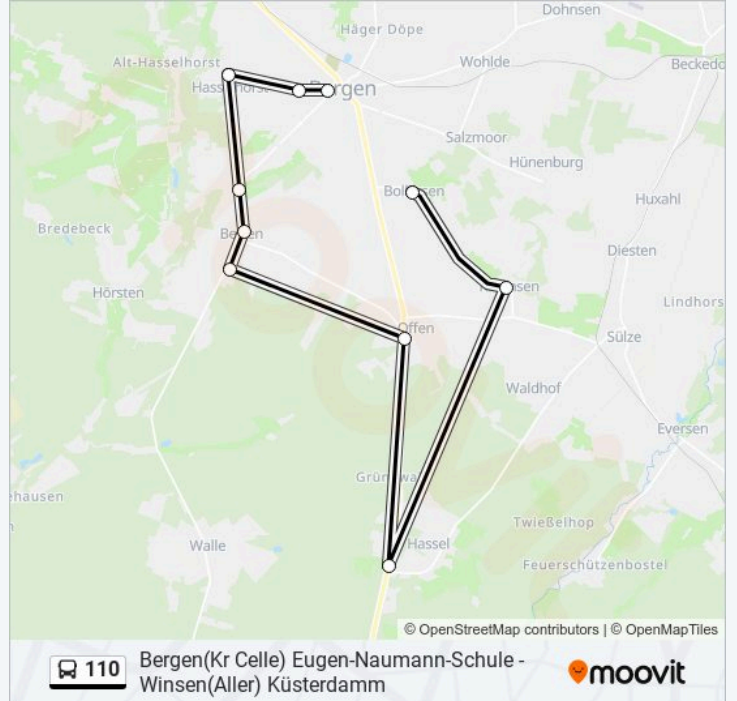 Dohnsen
Häger Döpe
Alt-Hasselhorst
Wohlde
Beckedo
Bergen
Salzmoor
Hünenburg
Huxahl
Bredebeck
Diesten
Hörsten
Lindhors
Offen
Sülze
Waldhof
Eversen
ehausen
Twießelhop
Walle
Hassel
Feuerschützenbostel
© OpenStreetMap contributors | © OpenMapTiles
110
Bergen(Kr Celle) Eugen-Naumann-Schule -
Winsen(Aller) Küsterdamm
moovit